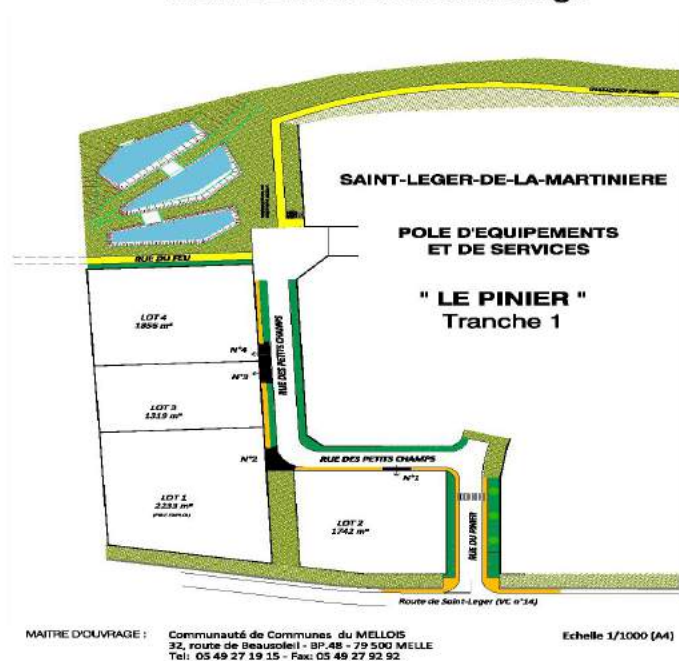 SAINT-LEGER-DE-LA-MARTINIERE
POLE D'EQUIPEMENTS
ET DE SERVICES
" LE PINIER "
Tranche 1
RUE DU FEU
LOT 4
1856 m²
N°4
N°3
RUE DES PETITS CHAMPS
LOT 3
1319 m²
N°2
RUE DES PETITS CHAMPS
N°1
LOT 1
2233 m²
LOT 2
1742 m²
RUE DU PINIER
Route de Saint-Leger (VC n°14)
MAITRE D'OUVRAGE :
Communauté de Communes du MELLOIS
32, route de Beausoleil - BP.48 - 79 500 MELLE
Tel: 05 49 27 19 15 - Fax: 05 49 27 92 92
Echelle 1/1000 (A4)